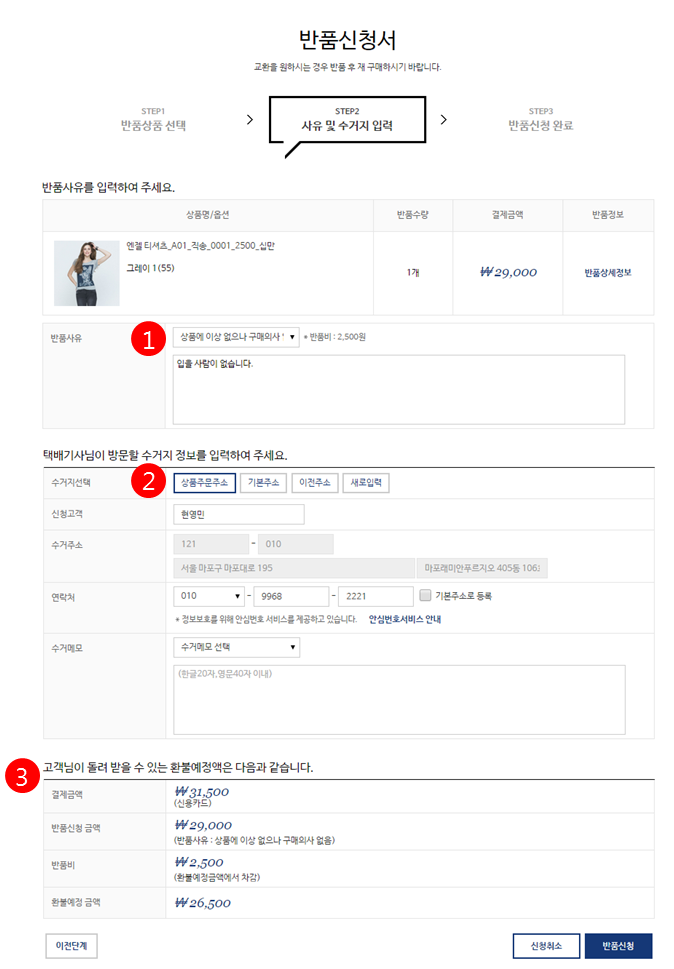 반품신청서
교환을 원하시는 경우 반품 후 재 구매하시기 바랍니다.
STEP1
반품상품 선택
STEP2
사유 및 수거지 입력
STEP3
반품신청 완료
반품사유를 입력하여 주세요.
상품명/옵션 반품수량 결제금액 반품정보
엔젤 티셔츠_A01_직송_0001_2500_십만
그레이 1(55)
1개 ₩29,000 반품상세정보
반품사유 1 상품에 이상 없으나 구매의사 ▼ * 반품비 : 2,500원
입을 사람이 없습니다.
택배기사님이 방문할 수거지 정보를 입력하여 주세요.
수거지선택 2 상품주문주소 기본주소 이전주소 새로입력
신청고객 현영민
수거주소 121 - 010
서울 마포구 마포대로 195 마포래미안푸르지오 405동 106
연락처 010 ▼ - 9968 - 2221 기본주소로 등록
* 정보보호를 위해 안심번호 서비스를 제공하고 있습니다. 안심번호서비스 안내
수거메모 수거메모 선택 ▼
(한글20자,영문40자 이내)
3 고객님이 돌려 받을 수 있는 환불예정액은 다음과 같습니다.
결제금액 ₩31,500
(신용카드)
반품신청 금액 ₩29,000
(반품사유 : 상품에 이상 없으나 구매의사 없음)
반품비 ₩2,500
(환불예정금액에서 차감)
환불예정 금액 ₩26,500
이전단계 신청취소 반품신청